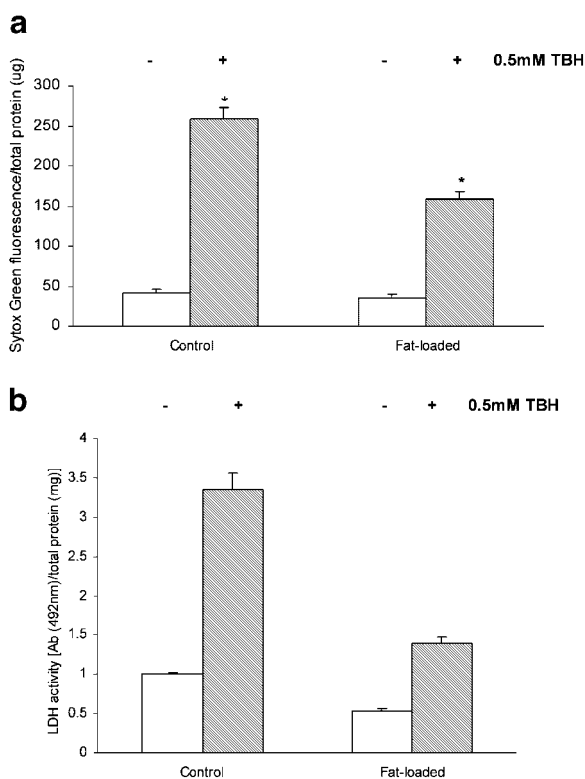 a
- + - + 0.5mM TBH
Sytox Green fluorescence/total protein (ug)
300
250
200
150
100
50
0
* *
Control Fat-loaded
b
- + - + 0.5mM TBH
LDH activity [Ab (492nm)/total protein (mg)]
4
3.5
3
2.5
2
1.5
1
0.5
0
Control Fat-loaded